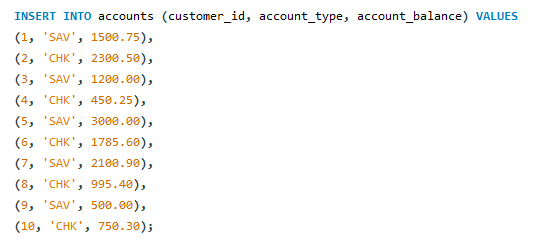 INSERT INTO accounts (customer_id, account_type, account_balance) VALUES
(1, 'SAV', 1500.75),
(2, 'CHK', 2300.50),
(3, 'SAV', 1200.00),
(4, 'CHK', 450.25),
(5, 'SAV', 3000.00),
(6, 'CHK', 1785.60),
(7, 'SAV', 2100.90),
(8, 'CHK', 995.40),
(9, 'SAV', 500.00),
(10, 'CHK', 750.30);